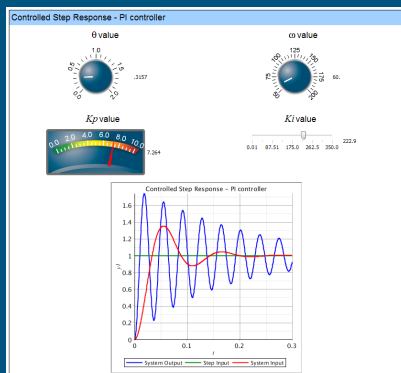 Controlled Step Response - PI controller
θ value
ω value
0.0 0.5 1.0 1.5 2.0
.3157
50 75 100 125 150 175 200
60.
Kp value
Ki value
0.0 2.0 4.0 6.0 8.0 10.0
7.264
0.01 87.51 175.0 262.5 350.0
222.9
Controlled Step Response - PI controller
1.6
1.4
1.2
1
0.8
0.6
0.4
0.2
0
0 0.1 0.2 0.3
t
System Output Step Input System Input